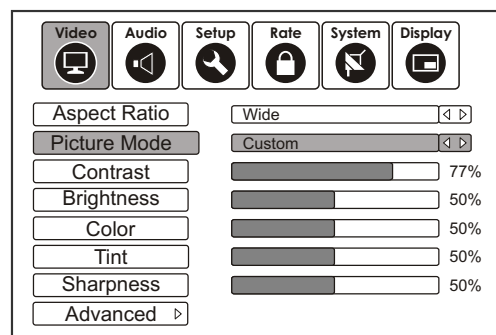 Video Audio Setup Rate System Display
Aspect Ratio Wide
Picture Mode Custom
Contrast 77%
Brightness 50%
Color 50%
Tint 50%
Sharpness 50%
Advanced